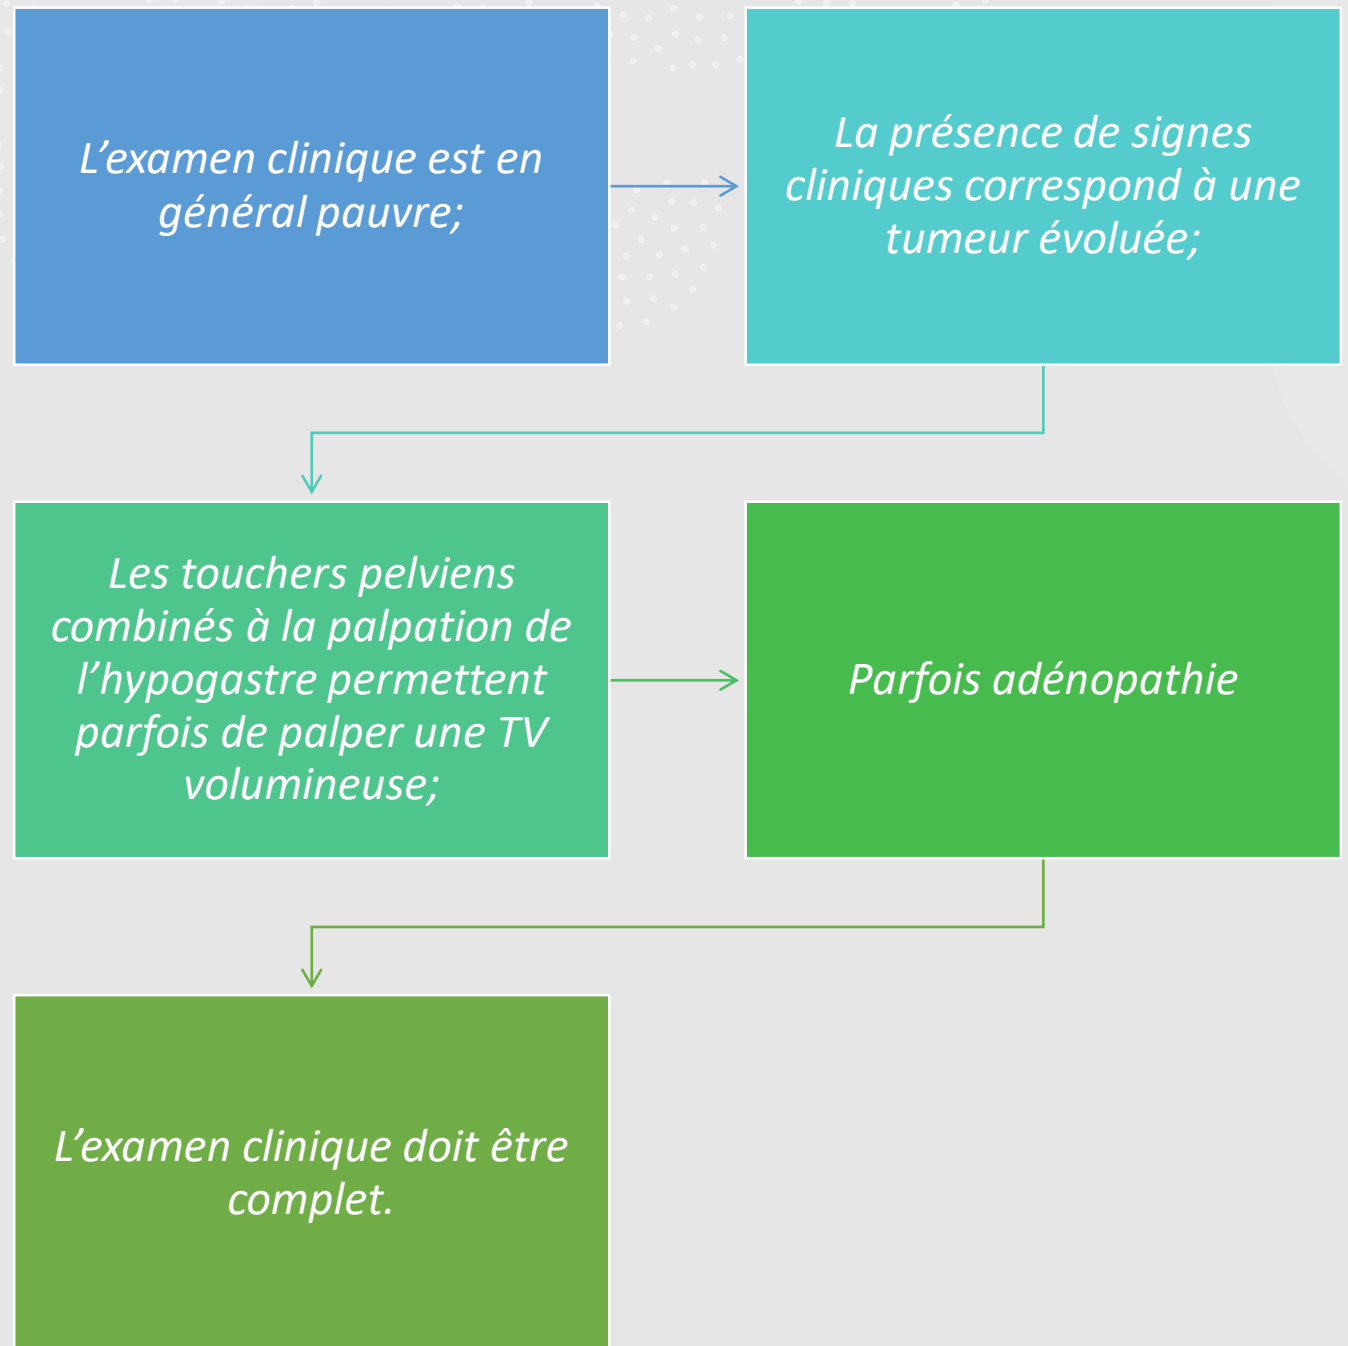 L’examen clinique est en
général pauvre;
La présence de signes
cliniques correspond à une
tumeur évoluée;
Les touchers pelviens
combinés à la palpation de
l’hypogastre permettent
parfois de palper une TV
volumineuse;
Parfois adénopathie
L’examen clinique doit être
complet.